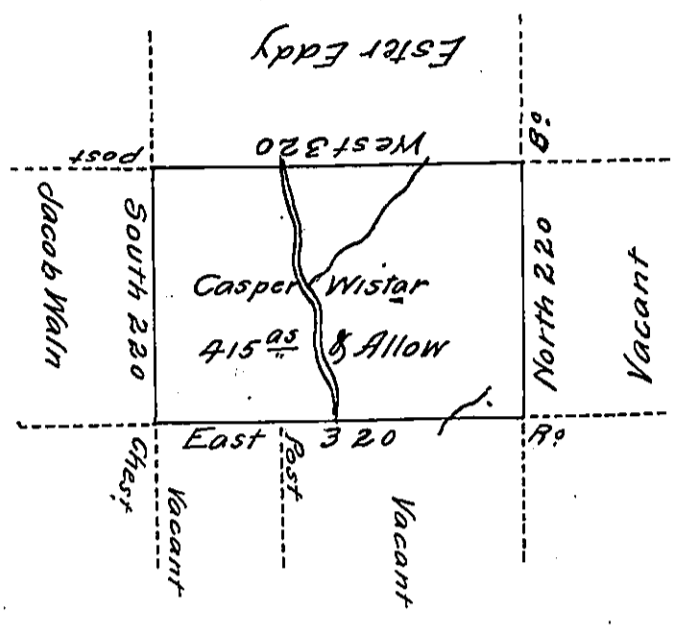 Ester Eddy
West 320
post
B.o
Jacob Waln
South 220
North 220
Vacant
Casper Wistar
415 as & Allow
East 320
Post
R.o
Chest
Vacant
Vacant